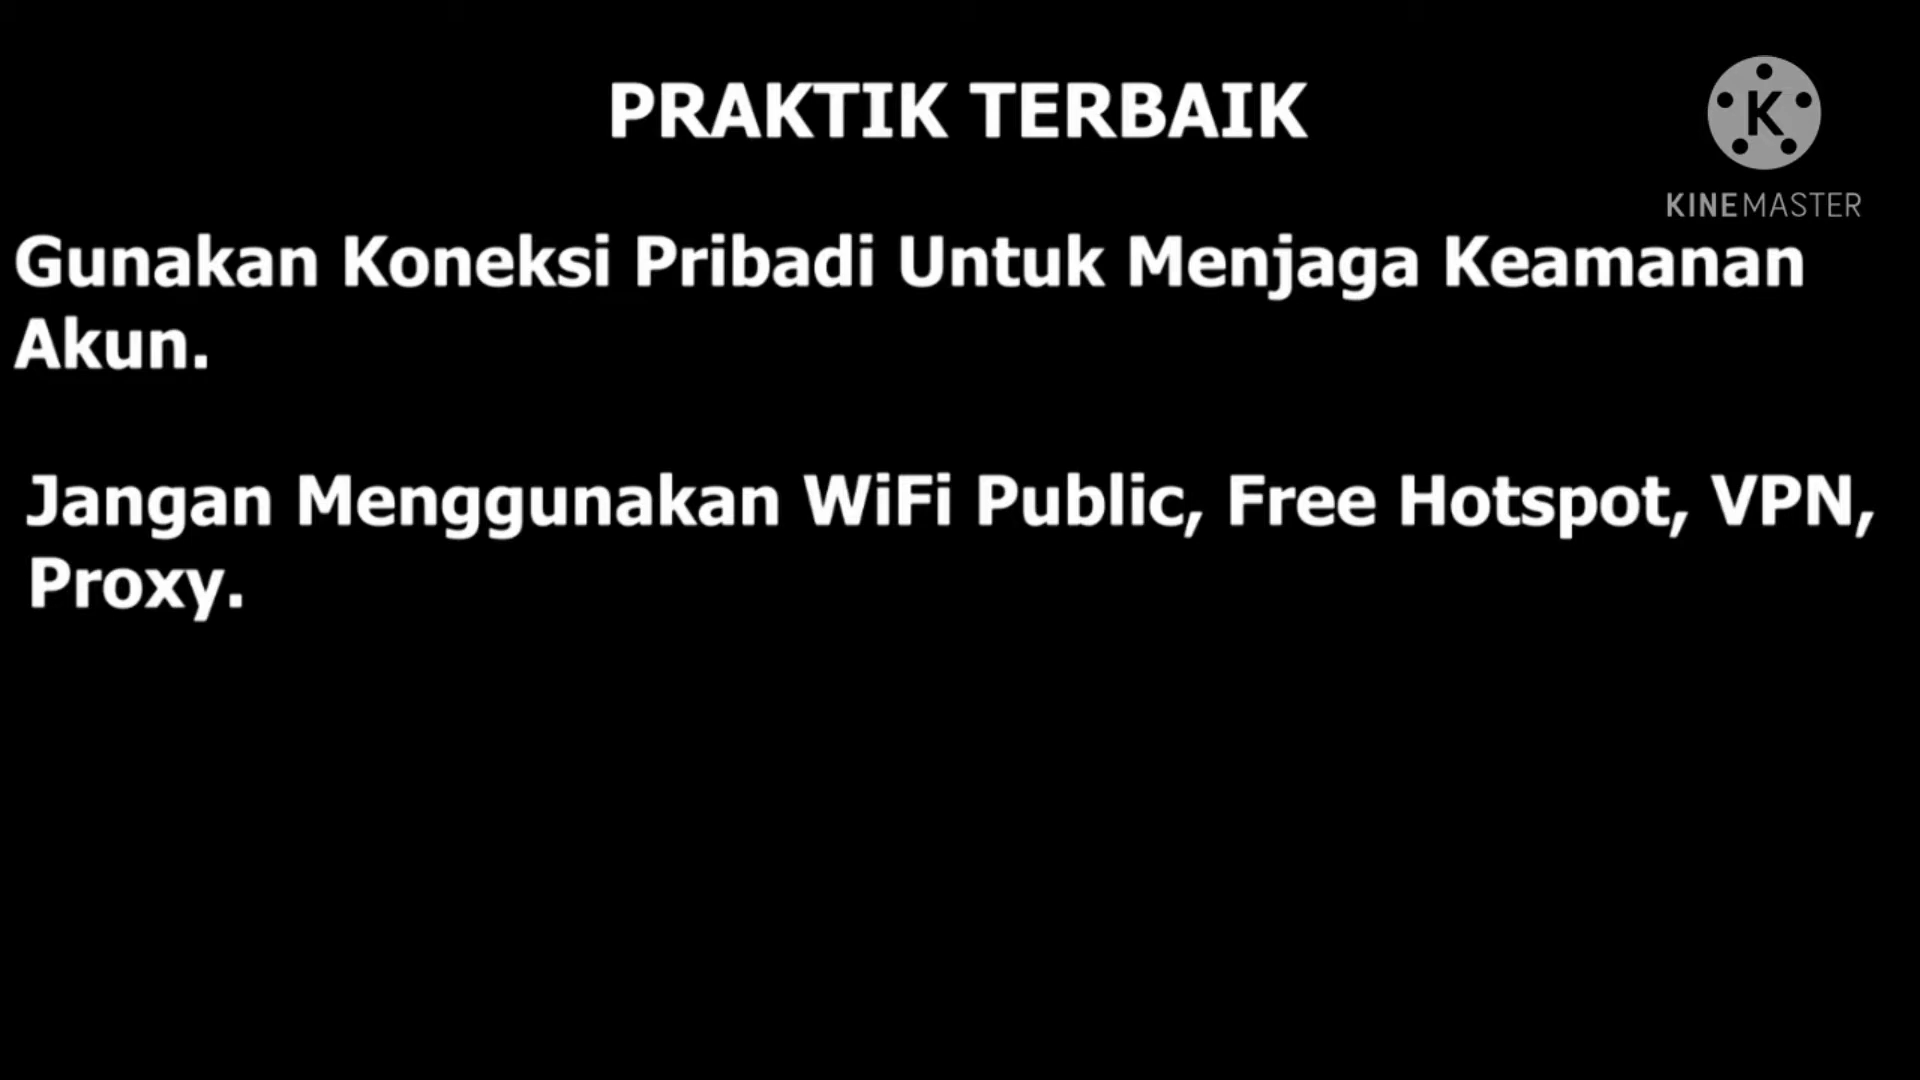 PRAKTIK TERBAIK
K
KINEMASTER
Gunakan Koneksi Pribadi Untuk Menjaga Keamanan
Akun.
Jangan Menggunakan WiFi Public, Free Hotspot, VPN,
Proxy.